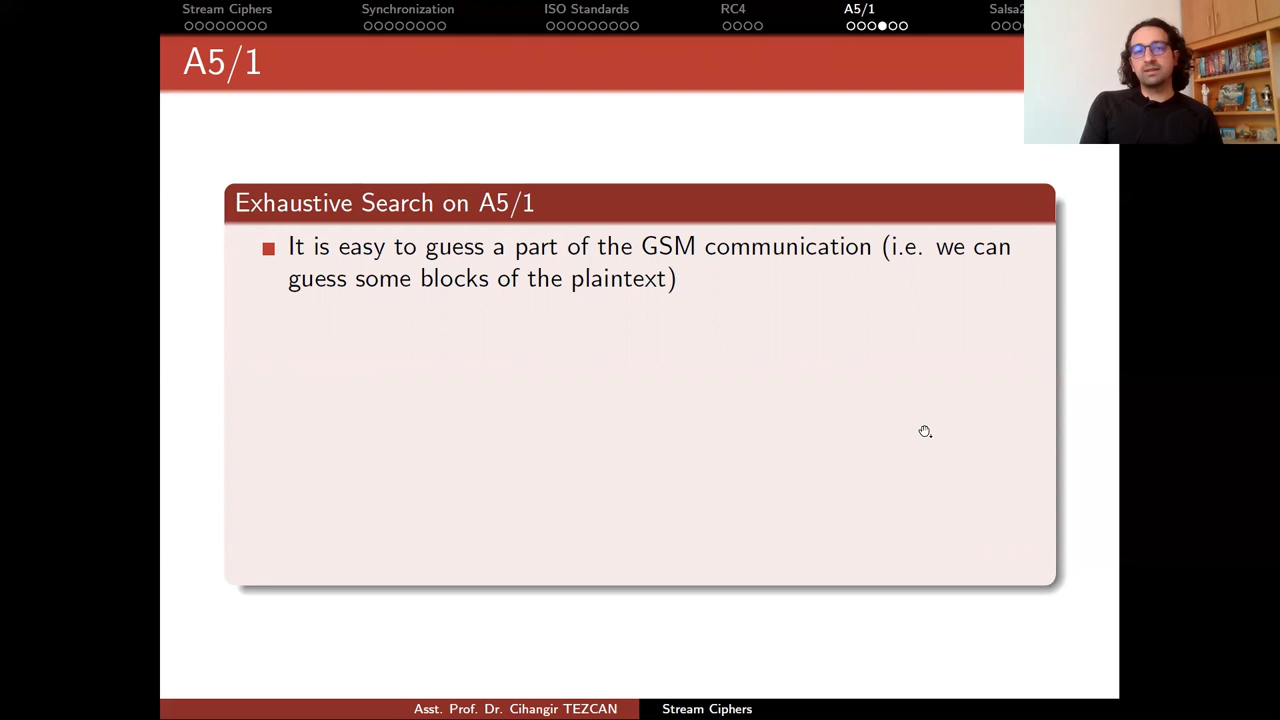 Stream Ciphers
Synchronization
ISO Standards
RC4
A5/1
Salsa2
A5/1
Exhaustive Search on A5/1
It is easy to guess a part of the GSM communication (i.e. we can
guess some blocks of the plaintext)
Asst. Prof. Dr. Cihangir TEZCAN
Stream Ciphers